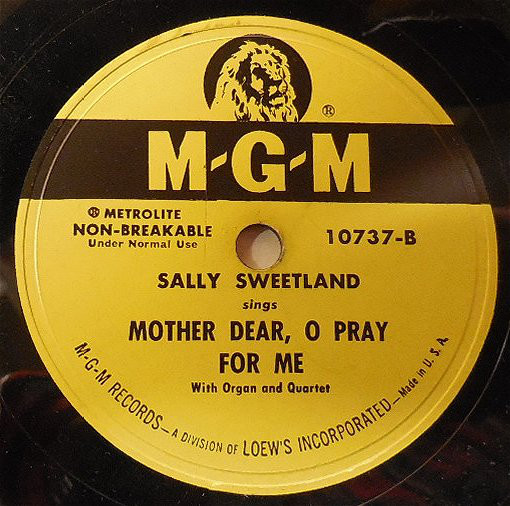 ®
M-G-M
® METROLITE
NON-BREAKABLE
Under Normal Use
10737-B
SALLY SWEETLAND
sings
MOTHER DEAR, O PRAY
FOR ME
With Organ and Quartet
M-G-M RECORDS—A DIVISION OF LOEW'S INCORPORATED—Made in U. S. A.